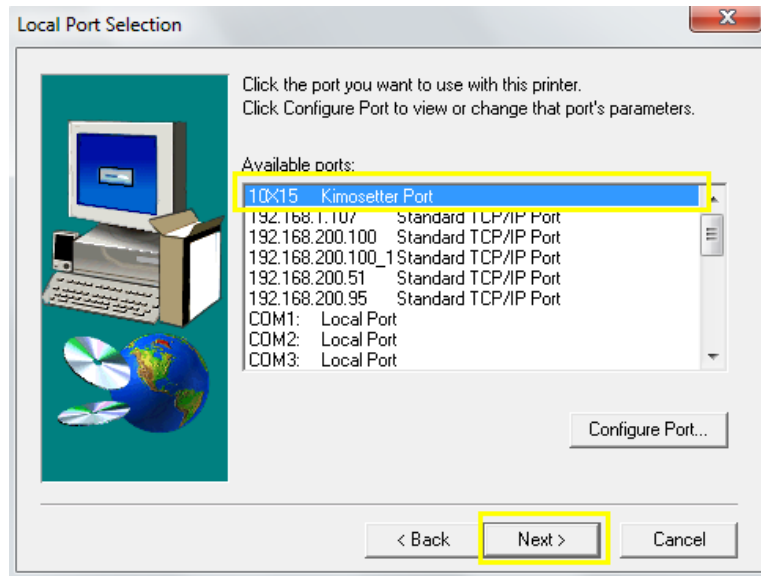 Local Port Selection
Click the port you want to use with this printer.
Click Configure Port to view or change that port's parameters.
Available ports:
10X15 Kimosetter Port
192.168.1.107 Standard TCP/IP Port
192.168.200.100 Standard TCP/IP Port
192.168.200.100_1 Standard TCP/IP Port
192.168.200.51 Standard TCP/IP Port
192.168.200.95 Standard TCP/IP Port
COM1: Local Port
COM2: Local Port
COM3: Local Port
Configure Port...
< Back Next > Cancel